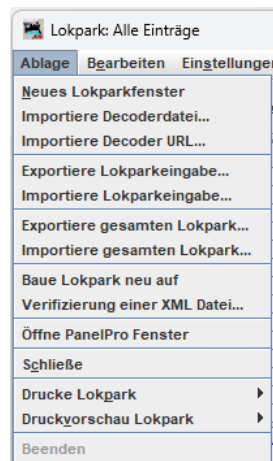 Lokpark: Alle Einträge
Ablage Bearbeiten Einstellunger
Neues Lokparkfenster
Importiere Decoderdatei...
Importiere Decoder URL...
Exportiere Lokparkeingabe...
Importiere Lokparkeingabe...
Exportiere gesamten Lokpark...
Importiere gesamten Lokpark...
Baue Lokpark neu auf
Verifizierung einer XML Datei...
Öffne PanelPro Fenster
Schließe
Drucke Lokpark
Druckvorschau Lokpark
Beenden